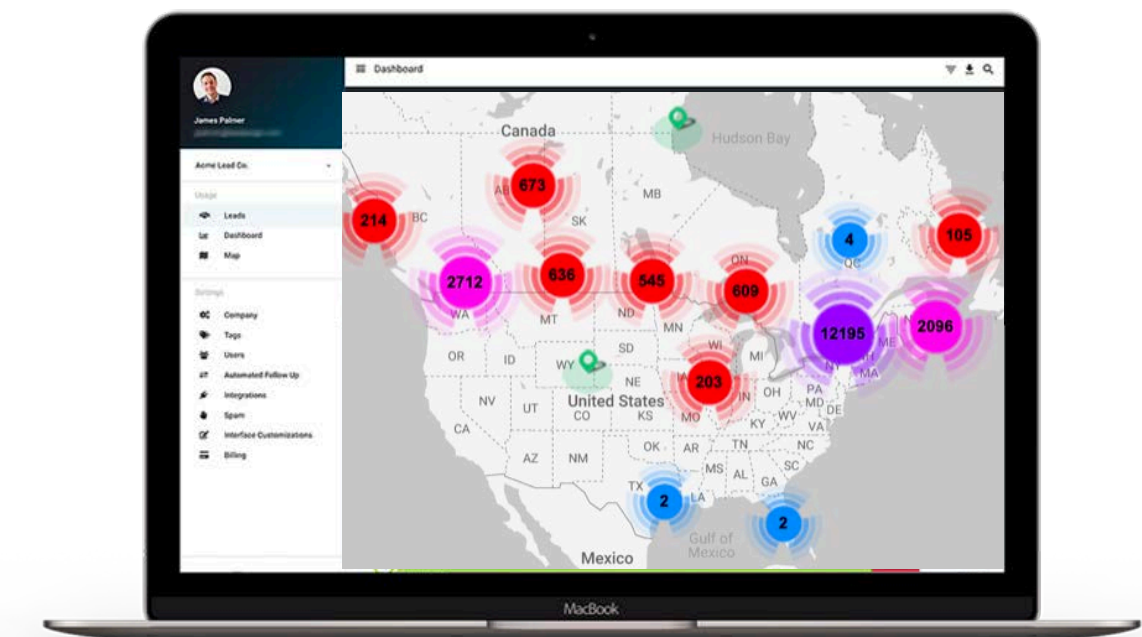 Dashboard
James Palmer
Acme Lead Co.
Usage
Leads
Dashboard
Map
Settings
Company
Tags
Users
Automated Follow Up
Integrations
Spam
Interface Customizations
Billing
Canada
Hudson Bay
673
AB
MB
214
BC
SK
4
105
QC
ON
2712
636
545
609
12195
2096
WA
MT
ND
MN
ME
OR
ID
WY
SD
WI
MI
NY
MA
203
NE
IN
OH
PA
NV
UT
United States
CO
KS
MO
KY
WV
MD
DE
VA
CA
AZ
NM
OK
AR
TN
NC
MS
AL
GA
SC
TX
LA
2
2
Gulf of
Mexico
Mexico
MacBook